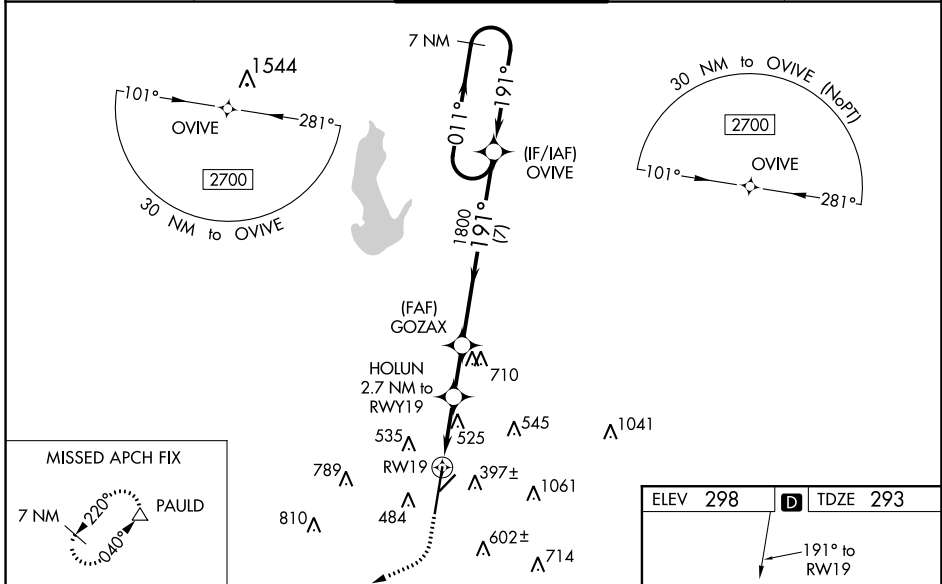 1544
101°
281°
OVIVE
2700
30 NM to OVIVE
7 NM
011°
191°
(IF/IAF)
OVIVE
1800
191°
(7)
30 NM to OVIVE (NoPT)
2700
OVIVE
101°
281°
(FAF)
GOZAX
710
HOLUN
2.7 NM to
RWY19
525
545
1041
535
RW19
397±
789
484
1061
810
602±
714
MISSED APCH FIX
7 NM
220°
040°
PAULD
ELEV 298 D TDZE 293
191° to
RW19